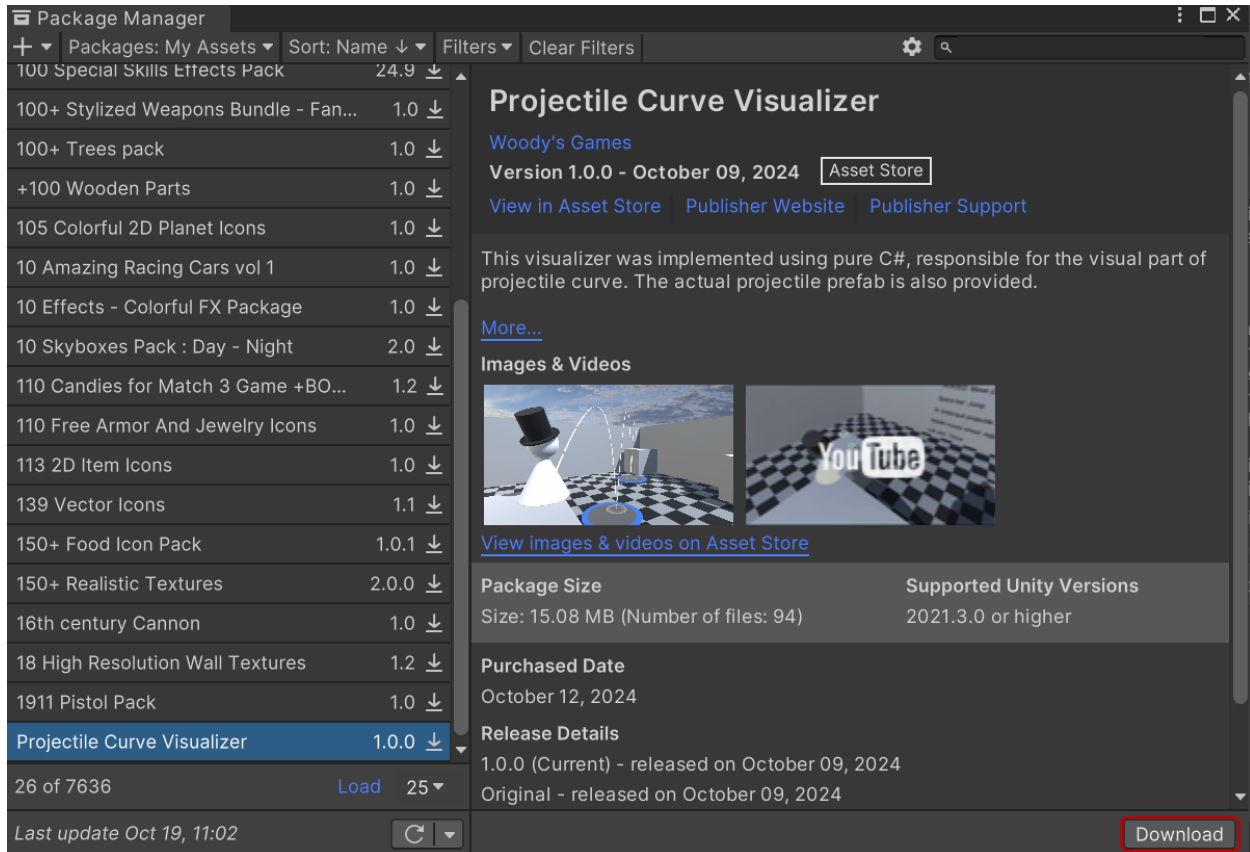 Package Manager
+ Packages: My Assets Sort: Name ↓ Filters Clear Filters
100 Special Skills Effects Pack 24.9
100+ Stylized Weapons Bundle - Fan... 1.0
100+ Trees pack 1.0
+100 Wooden Parts 1.0
105 Colorful 2D Planet Icons 1.0
10 Amazing Racing Cars vol 1 1.0
10 Effects - Colorful FX Package 1.0
10 Skyboxes Pack : Day - Night 2.0
110 Candies for Match 3 Game +BO... 1.2
110 Free Armor And Jewelry Icons 1.0
113 2D Item Icons 1.0
139 Vector Icons 1.1
150+ Food Icon Pack 1.0.1
150+ Realistic Textures 2.0.0
16th century Cannon 1.0
18 High Resolution Wall Textures 1.2
1911 Pistol Pack 1.0
Projectile Curve Visualizer 1.0.0
26 of 7636 Load 25
Last update Oct 19, 11:02
Projectile Curve Visualizer
Woody's Games
Version 1.0.0 - October 09, 2024 Asset Store
View in Asset Store Publisher Website Publisher Support
This visualizer was implemented using pure C#, responsible for the visual part of
projectile curve. The actual projectile prefab is also provided.
More...
Images & Videos
YouTube
View images & videos on Asset Store
Package Size Supported Unity Versions
Size: 15.08 MB (Number of files: 94) 2021.3.0 or higher
Purchased Date
October 12, 2024
Release Details
1.0.0 (Current) - released on October 09, 2024
Original - released on October 09, 2024
Download